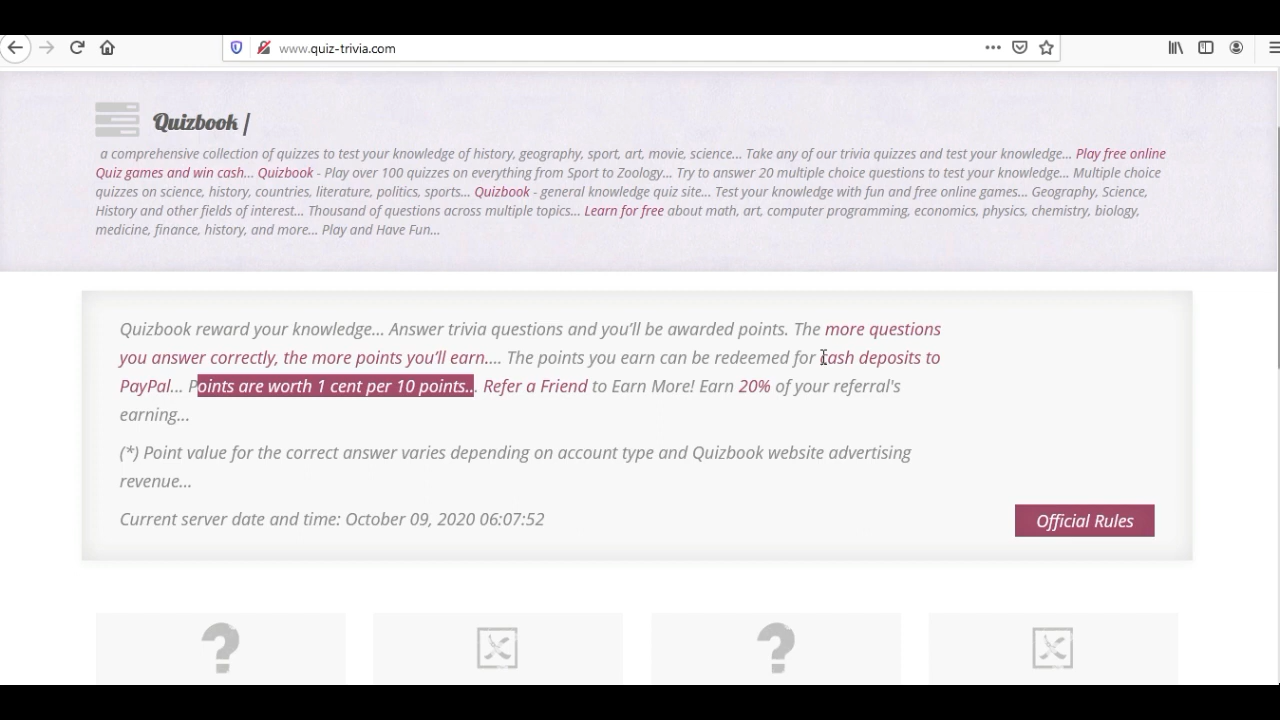 www.quiz-trivia.com
Quizbook /
a comprehensive collection of quizzes to test your knowledge of history, geography, sport, art, movie, science... Take any of our trivia quizzes and test your knowledge... Play free online
Quiz games and win cash... Quizbook - Play over 100 quizzes on everything from Sport to Zoology... Try to answer 20 multiple choice questions to test your knowledge... Multiple choice
quizzes on science, history, countries, literature, politics, sports... Quizbook - general knowledge quiz site... Test your knowledge with fun and free online games... Geography, Science,
History and other fields of interest... Thousand of questions across multiple topics... Learn for free about math, art, computer programming, economics, physics, chemistry, biology,
medicine, finance, history, and more... Play and Have Fun...
Quizbook reward your knowledge... Answer trivia questions and you'll be awarded points. The more questions
you answer correctly, the more points you'll earn.... The points you earn can be redeemed for cash deposits to
PayPal... Points are worth 1 cent per 10 points... Refer a Friend to Earn More! Earn 20% of your referral's
earning...
(*) Point value for the correct answer varies depending on account type and Quizbook website advertising
revenue...
Current server date and time: October 09, 2020 06:07:52
Official Rules